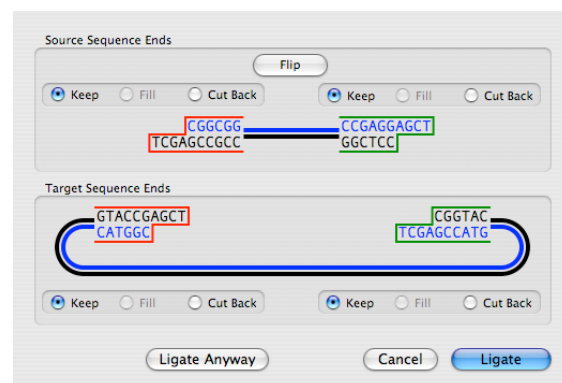 Source Sequence Ends
Flip
Keep Fill Cut Back Keep Fill Cut Back
CGGCGG CCGAGGAGCT
TCGAGCCGCC GGCTCC
Target Sequence Ends
GTACCGAGCT CGGTAC
CATGGC TCGAGCCATG
Keep Fill Cut Back Keep Fill Cut Back
Ligate Anyway Cancel Ligate